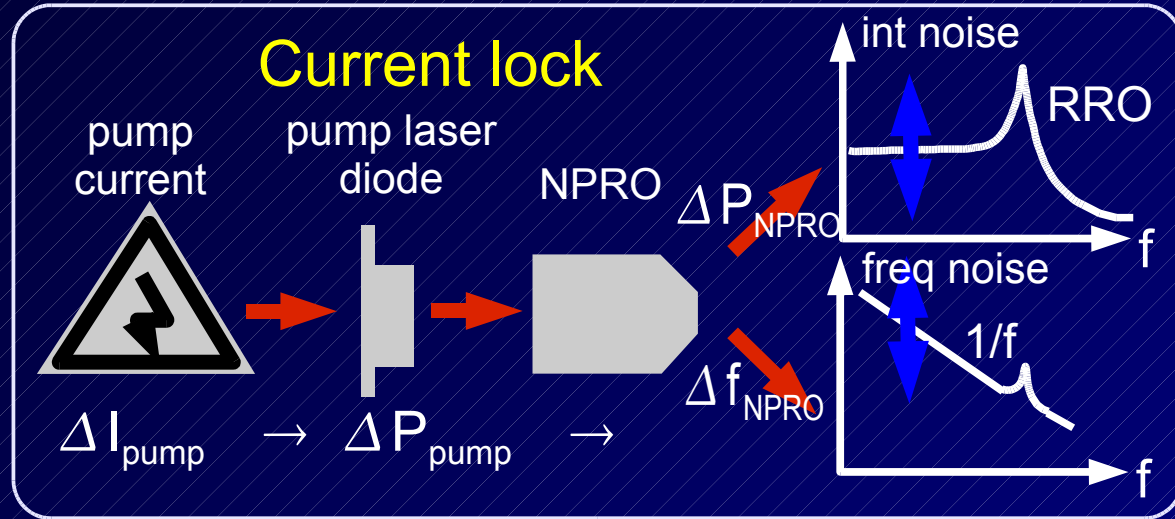 Current lock
pump
current
pump laser
diode
NPRO
ΔP_NPRO
Δf_NPRO
ΔI_pump → ΔP_pump →
int noise
RRO
f
freq noise
1/f
f